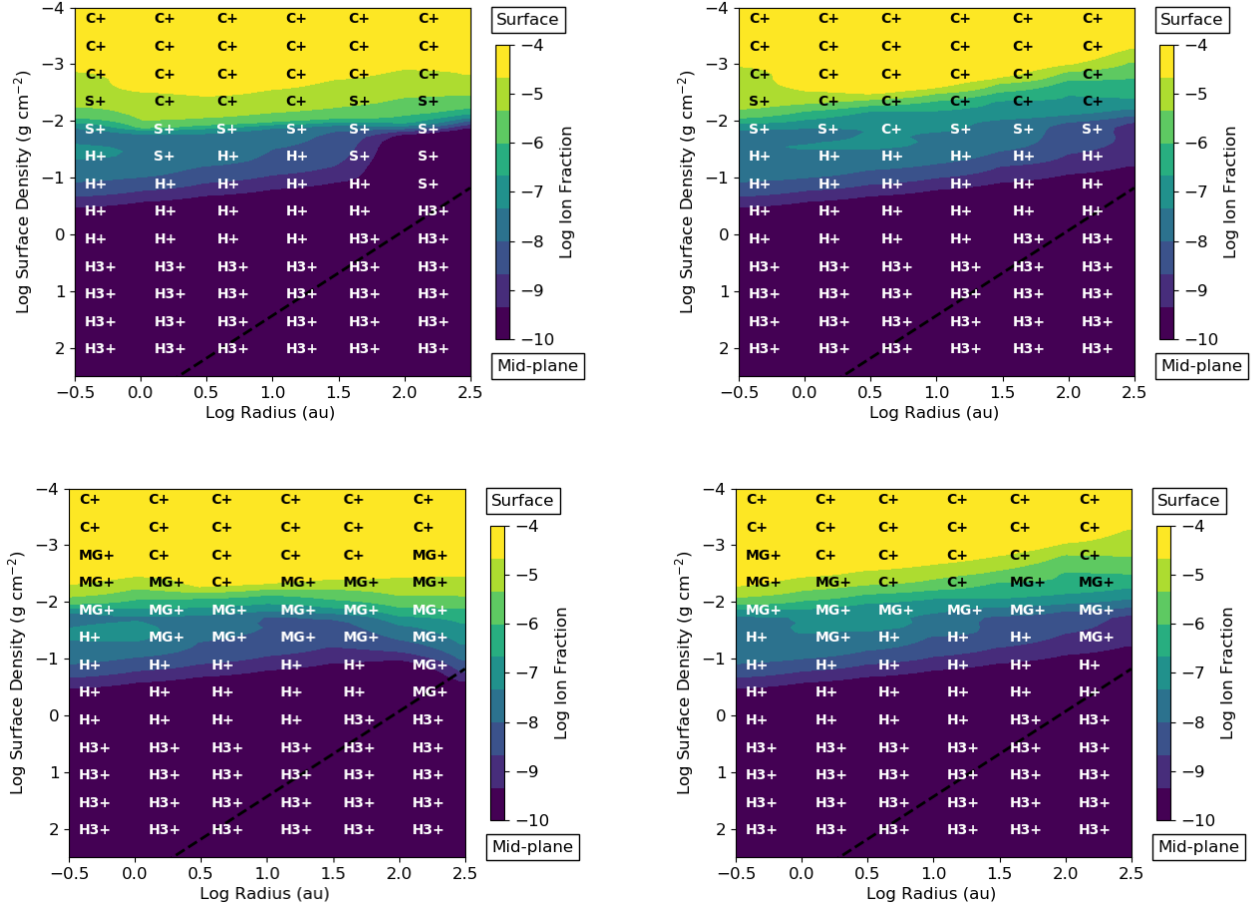 −4 C+ C+ C+ C+ C+ C+ Surface
C+ C+ C+ C+ C+ C+ −4
−3 C+ C+ C+ C+ C+ C+
S+ C+ C+ C+ S+ S+ −5
−2 S+ S+ S+ S+ S+ S+ −6
H+ S+ H+ H+ S+ S+
−1 H+ H+ H+ H+ H+ S+ −7
H+ H+ H+ H+ H+ H3+
0 H+ H+ H+ H+ H3+ H3+ −8
H3+ H3+ H3+ H3+ H3+ H3+
1 H3+ H3+ H3+ H3+ H3+ H3+ −9
H3+ H3+ H3+ H3+ H3+ H3+
2 H3+ H3+ H3+ H3+ H3+ H3+ −10
Mid-plane
−0.5 0.0 0.5 1.0 1.5 2.0 2.5
Log Radius (au)
Log Surface Density (g cm−2)
Log Ion Fraction
−4 C+ C+ C+ C+ C+ C+ Surface
C+ C+ C+ C+ C+ C+ −4
−3 C+ C+ C+ C+ C+ C+
S+ C+ C+ C+ C+ C+ −5
−2 S+ S+ C+ S+ S+ S+ −6
H+ H+ H+ H+ H+ H+
−1 H+ H+ H+ H+ H+ H+ −7
H+ H+ H+ H+ H+ H+
0 H+ H+ H+ H+ H3+ H3+ −8
H3+ H3+ H3+ H3+ H3+ H3+
1 H3+ H3+ H3+ H3+ H3+ H3+ −9
H3+ H3+ H3+ H3+ H3+ H3+
2 H3+ H3+ H3+ H3+ H3+ H3+ −10
Mid-plane
−0.5 0.0 0.5 1.0 1.5 2.0 2.5
Log Radius (au)
Log Surface Density (g cm−2)
Log Ion Fraction
−4 C+ C+ C+ C+ C+ C+ Surface
C+ C+ C+ C+ C+ C+ −4
−3 MG+ C+ C+ C+ C+ MG+
MG+ MG+ C+ MG+ MG+ MG+ −5
−2 MG+ MG+ MG+ MG+ MG+ MG+ −6
H+ MG+ MG+ MG+ MG+ MG+
−1 H+ H+ H+ H+ H+ MG+ −7
H+ H+ H+ H+ H+ MG+
0 H+ H+ H+ H+ H3+ H3+ −8
H3+ H3+ H3+ H3+ H3+ H3+
1 H3+ H3+ H3+ H3+ H3+ H3+ −9
H3+ H3+ H3+ H3+ H3+ H3+
2 H3+ H3+ H3+ H3+ H3+ H3+ −10
Mid-plane
−0.5 0.0 0.5 1.0 1.5 2.0 2.5
Log Radius (au)
Log Surface Density (g cm−2)
Log Ion Fraction
−4 C+ C+ C+ C+ C+ C+ Surface
C+ C+ C+ C+ C+ C+ −4
−3 MG+ C+ C+ C+ C+ C+
MG+ MG+ C+ C+ MG+ MG+ −5
−2 MG+ MG+ MG+ MG+ MG+ MG+ −6
H+ MG+ H+ H+ H+ MG+
−1 H+ H+ H+ H+ H+ H+ −7
H+ H+ H+ H+ H+ H+
0 H+ H+ H+ H+ H3+ H3+ −8
H3+ H3+ H3+ H3+ H3+ H3+
1 H3+ H3+ H3+ H3+ H3+ H3+ −9
H3+ H3+ H3+ H3+ H3+ H3+
2 H3+ H3+ H3+ H3+ H3+ H3+ −10
Mid-plane
−0.5 0.0 0.5 1.0 1.5 2.0 2.5
Log Radius (au)
Log Surface Density (g cm−2)
Log Ion Fraction